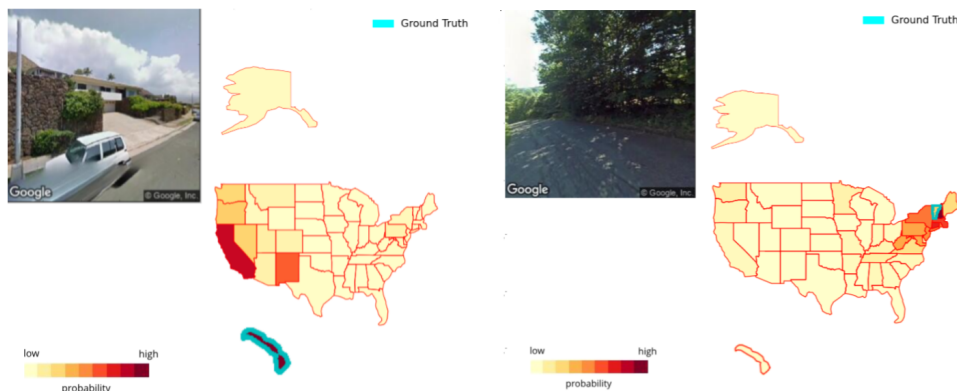 Ground Truth
Google
© Google, Inc.
low
high
probability
Ground Truth
Google
© Google, Inc.
low
high
probability